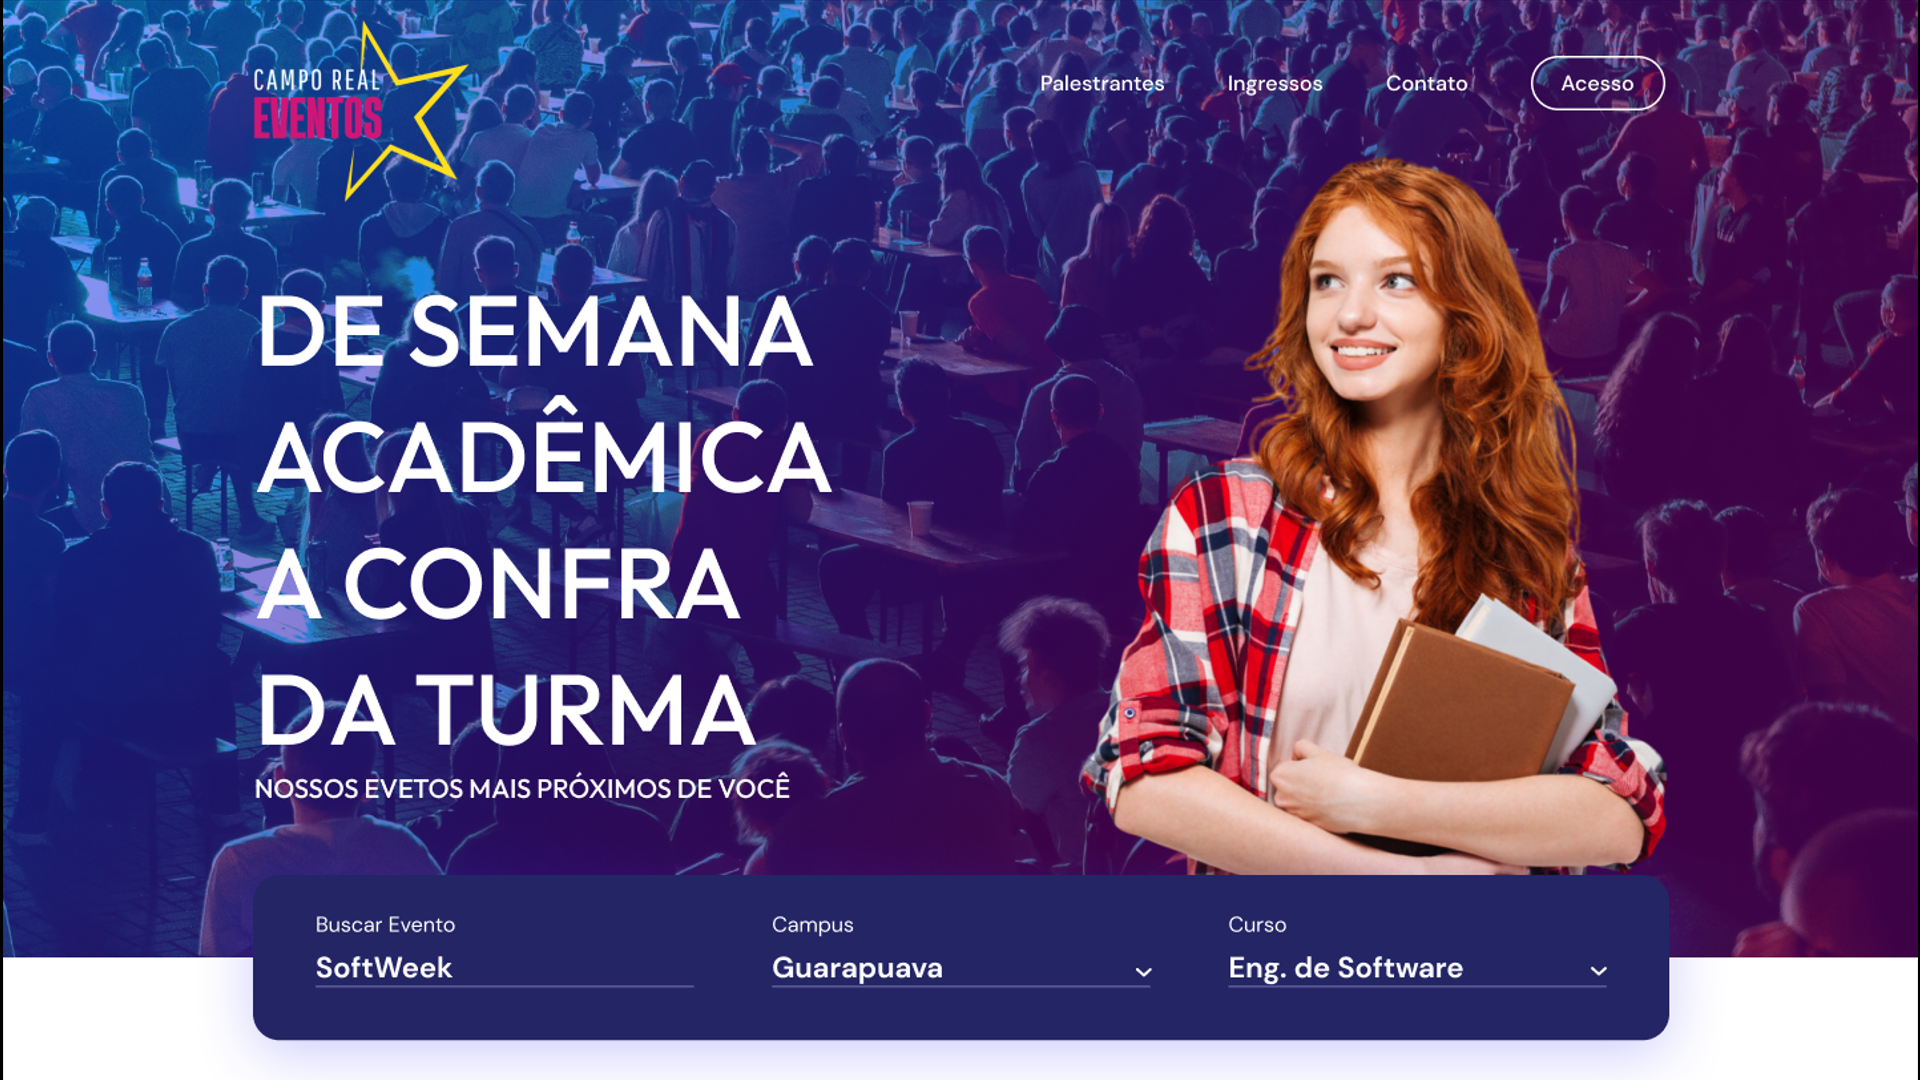 CAMPO REAL
EVENTOS
Palestrantes
Ingressos
Contato
Acesso
DE SEMANA
ACADÊMICA
A CONFRA
DA TURMA
NOSSOS EVETOS MAIS PRÓXIMOS DE VOCÊ
Buscar Evento
SoftWeek
Campus
Guarapuava
Curso
Eng. de Software